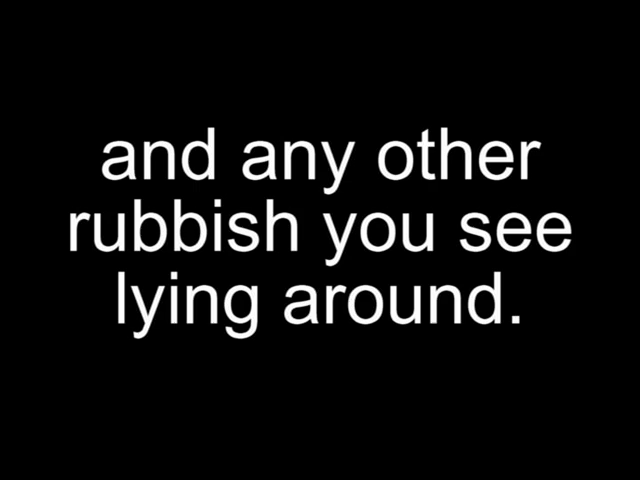 and any other
rubbish you see
lying around.